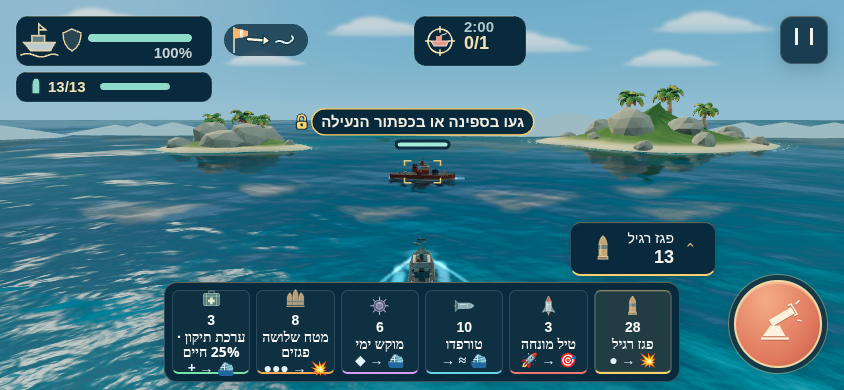 100%
13/13
2:00
0/1
געו בספינה או בכפתור הנעילה
פגז רגיל
13
28
פגז רגיל
3
טיל מונחה
10
טורפדו
6
מוקש ימי
8
מטח שלושה
פגזים
3
ערכת תיקון ·
25% חיים